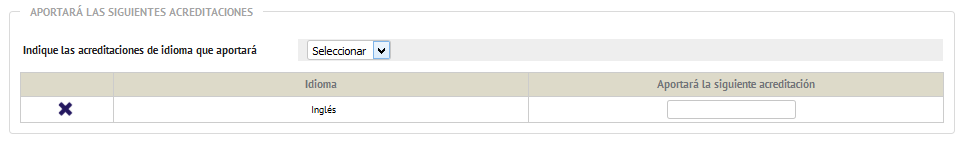 APORTARÁ LAS SIGUIENTES ACREDITACIONES
Indique las acreditaciones de idioma que aportará Seleccionar
Idioma Aportará la siguiente acreditación
Inglés